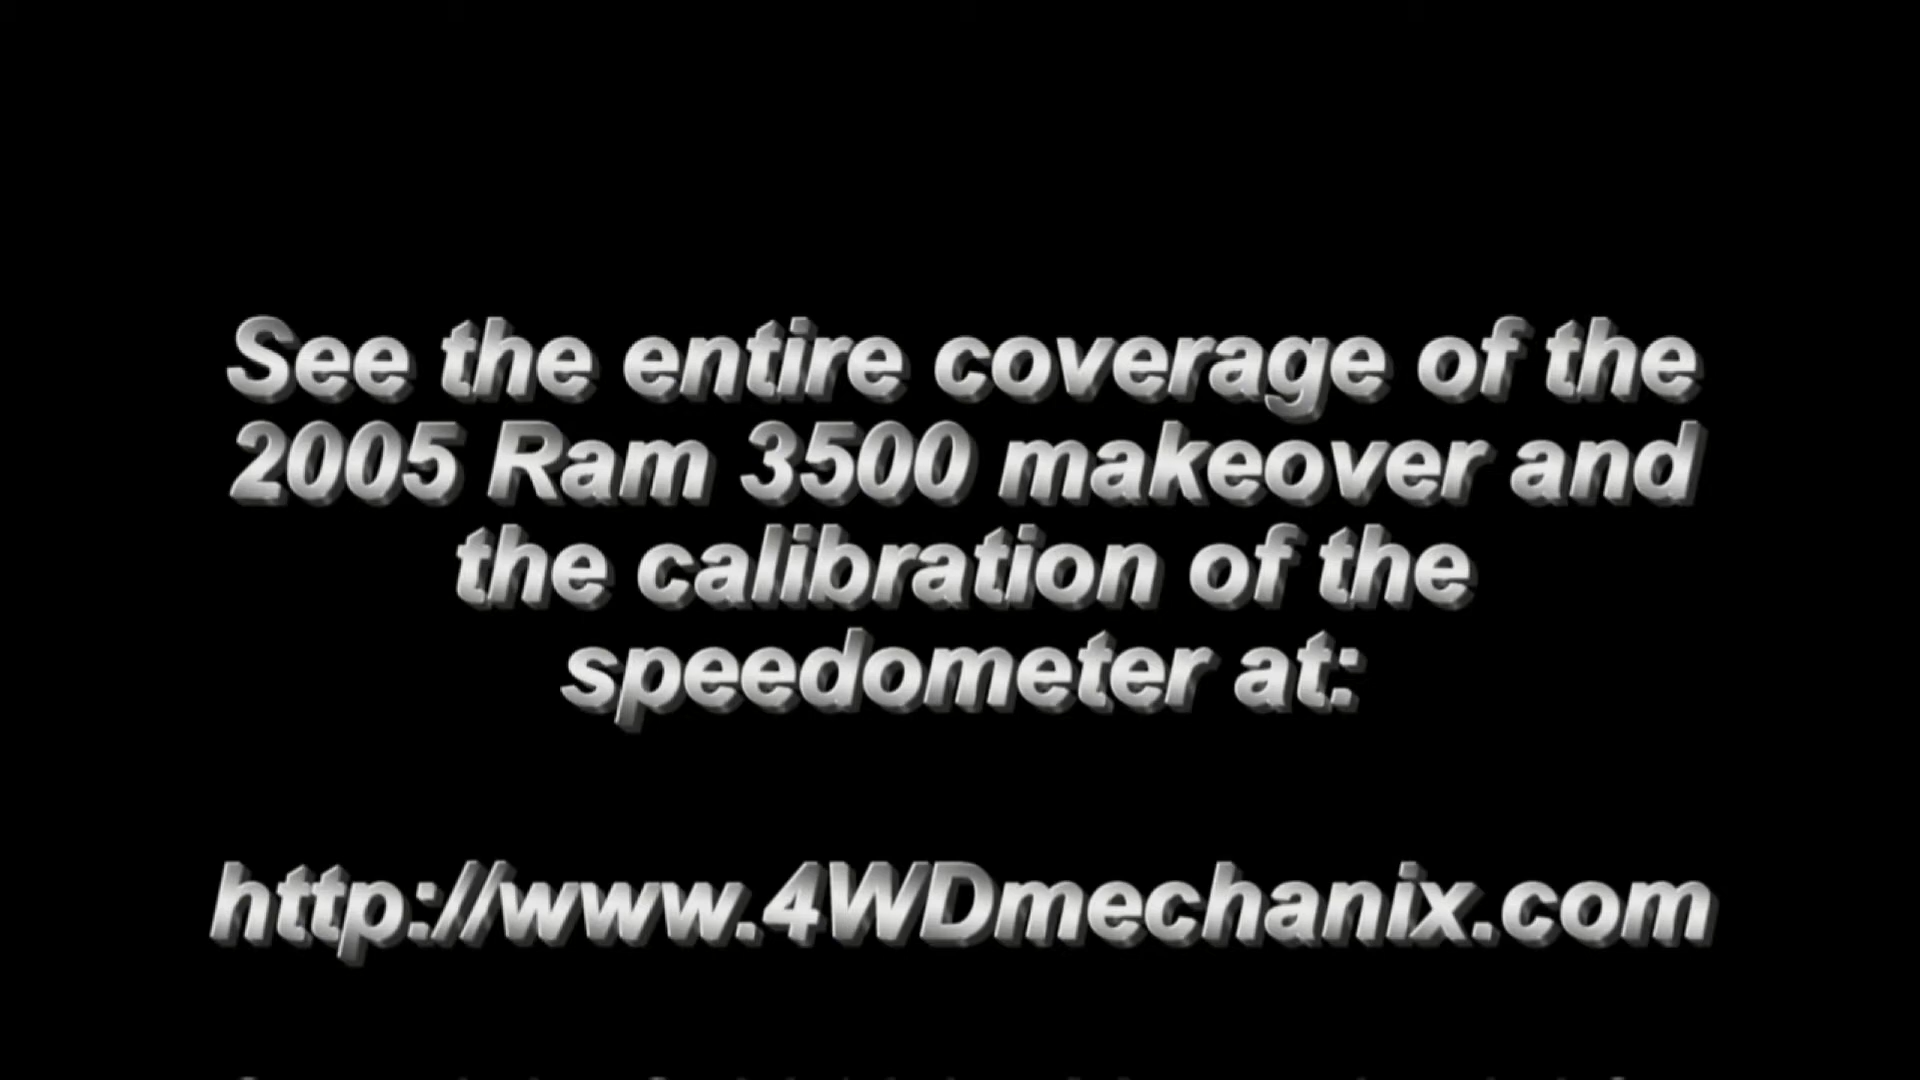 See the entire coverage of the
2005 Ram 3500 makeover and
the calibration of the
speedometer at:
http://www.4WDmechanix.com